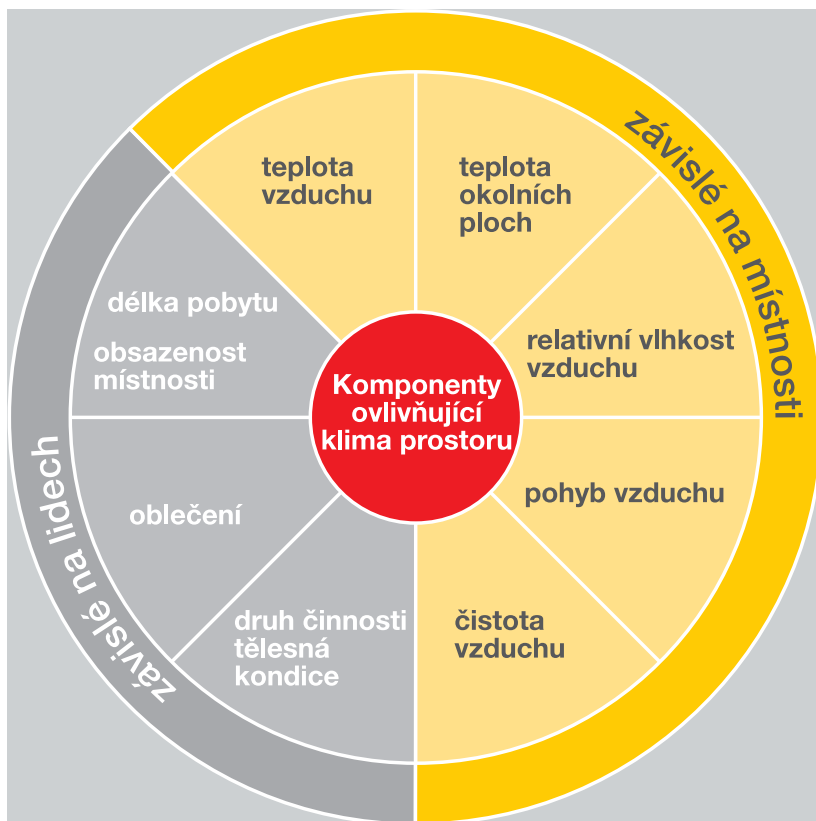 závislé na místnosti
teplota
vzduchu
teplota
okolních
ploch
relativní vlhkost
vzduchu
pohyb vzduchu
čistota
vzduchu
závislé na lidech
druh činnosti
tělesná
kondice
oblečení
délka pobytu
obsazenost
místnosti
Komponenty
ovlivňující
klima prostoru